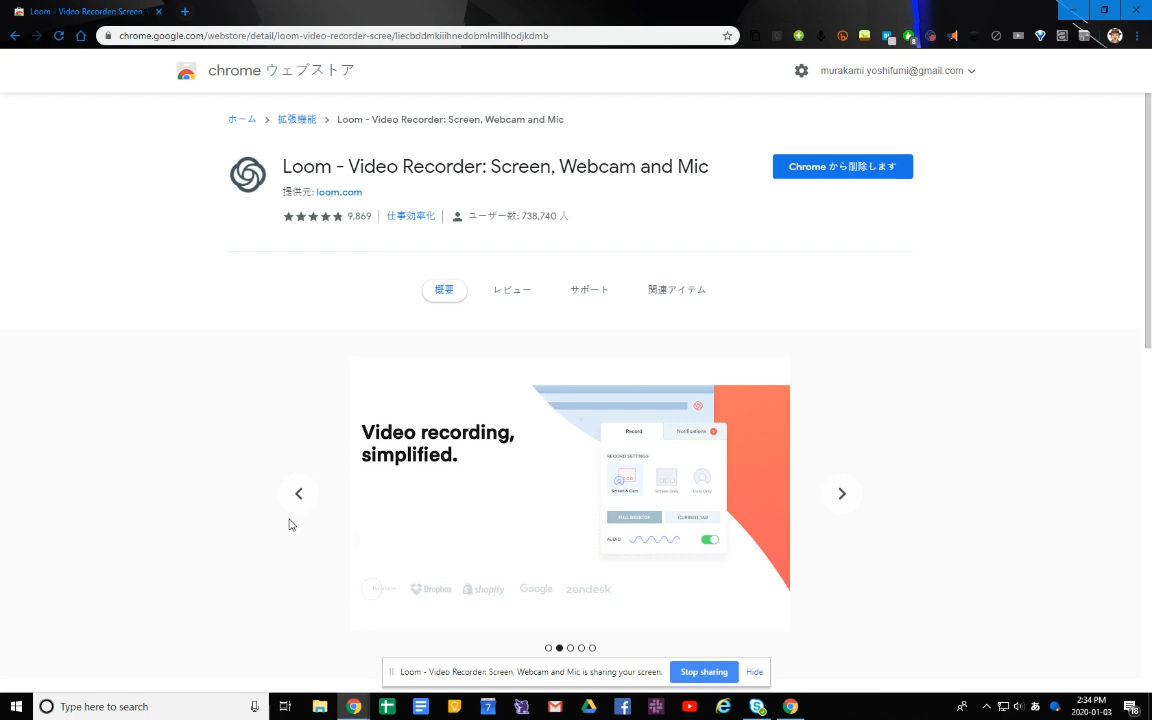 Loom - Video Recorder: Screen,
chrome.google.com/webstore/detail/loom-video-recorder-scree/liecbddmkiiihnedobmlmillhodjkdmb
chrome ウェブストア
murakami.yoshifumi@gmail.com
ホーム > 拡張機能 > Loom - Video Recorder: Screen, Webcam and Mic
Loom - Video Recorder: Screen, Webcam and Mic
Chrome から削除します
提供元: loom.com
9,869 仕事効率化 ユーザー数: 738,740 人
概要 レビュー サポート 関連アイテム
Video recording,
simplified.
Record Notifications
RECORD SETTINGS
Screen & Cam Screen Only Cam Only
FULL DESKTOP CURRENT TAB
AUDIO
Dropbox shopify Google zendesk
Loom - Video Recorder: Screen, Webcam and Mic is sharing your screen. Stop sharing Hide
Type here to search
あ
2:34 PM
2020-01-03
18